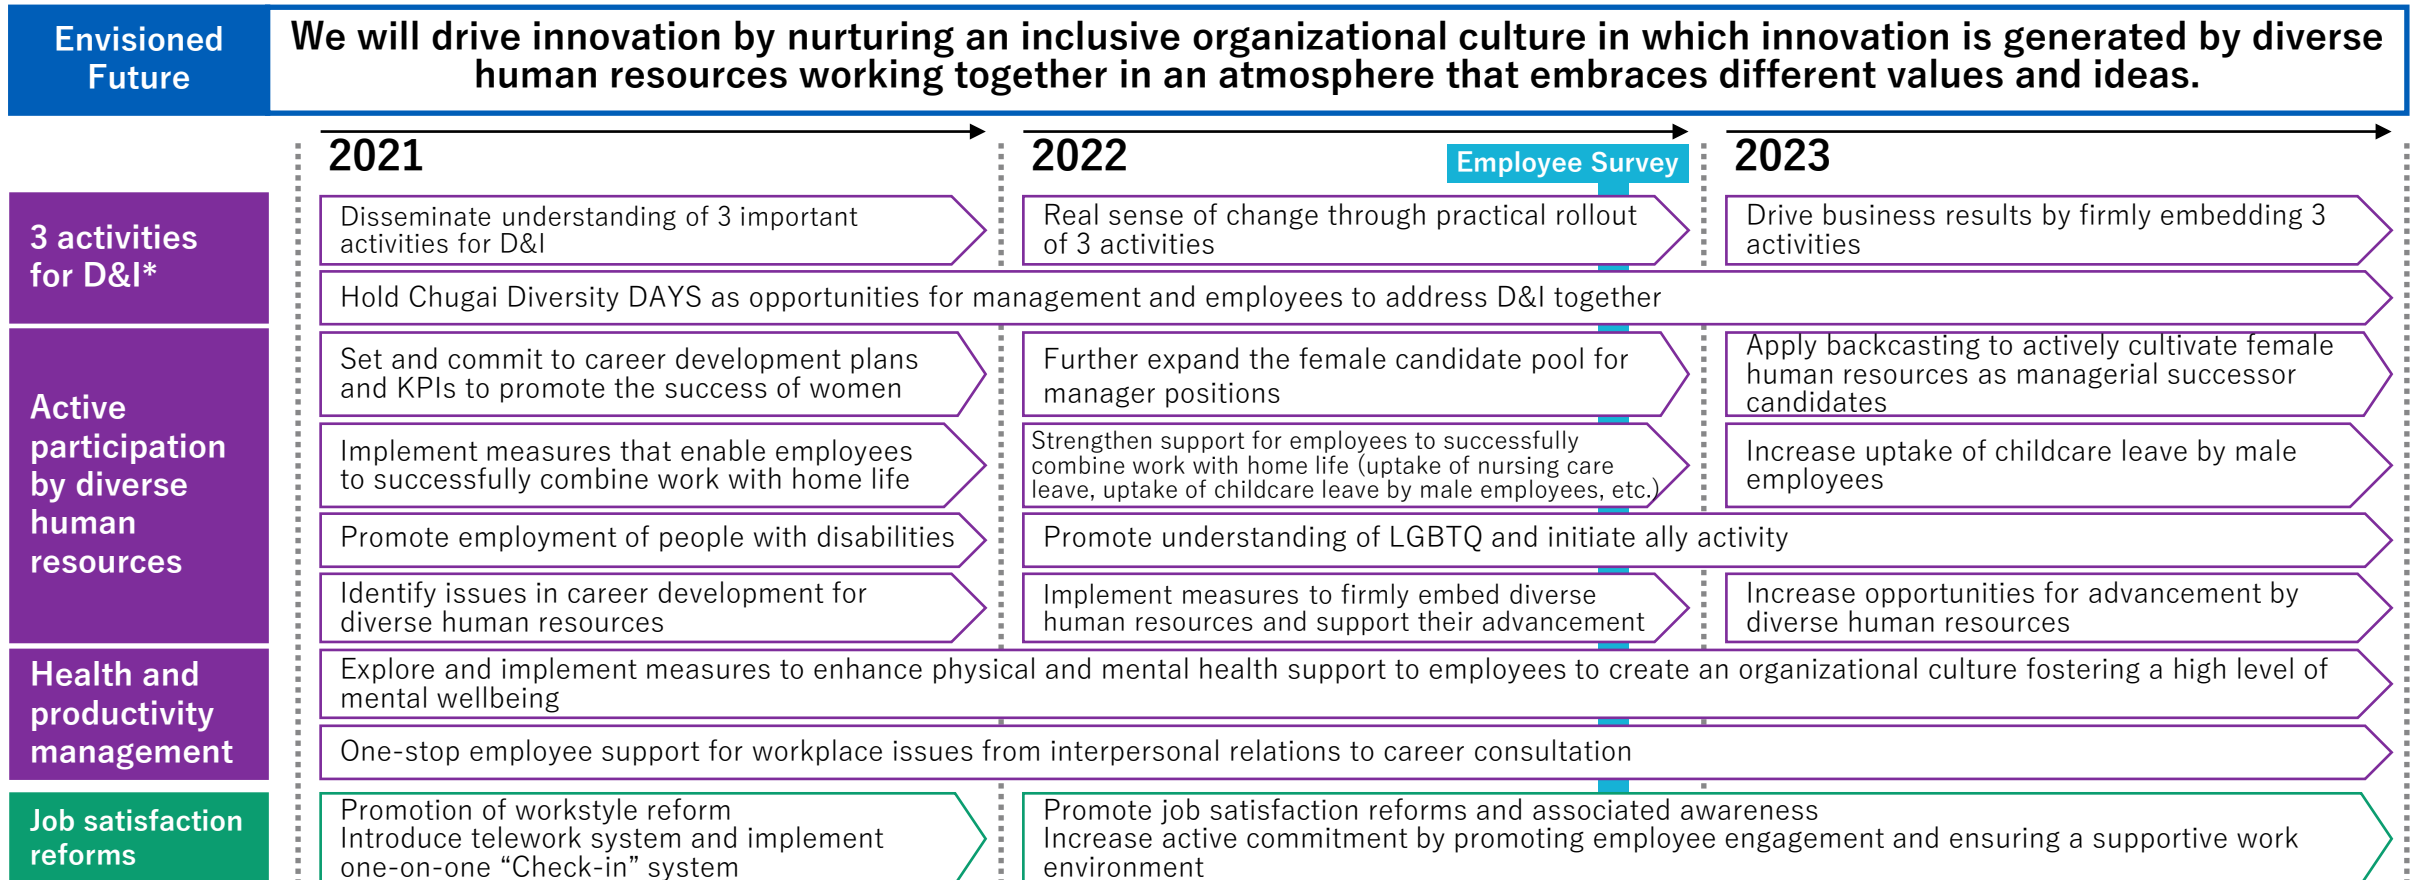 Envisioned
Future
We will drive innovation by nurturing an inclusive organizational culture in which innovation is generated by diverse
human resources working together in an atmosphere that embraces different values and ideas.
2021
2022
Employee Survey
2023
3 activities
for D&I*
Disseminate understanding of 3 important
activities for D&I
Real sense of change through practical rollout
of 3 activities
Drive business results by firmly embedding 3
activities
Hold Chugai Diversity DAYS as opportunities for management and employees to address D&I together
Active
participation
by diverse
human
resources
Set and commit to career development plans
and KPIs to promote the success of women
Further expand the female candidate pool for
manager positions
Apply backcasting to actively cultivate female
human resources as managerial successor
candidates
Implement measures that enable employees
to successfully combine work with home life
Strengthen support for employees to successfully
combine work with home life (uptake of nursing care
leave, uptake of childcare leave by male employees, etc.)
Increase uptake of childcare leave by male
employees
Promote employment of people with disabilities
Promote understanding of LGBTQ and initiate ally activity
Identify issues in career development for
diverse human resources
Implement measures to firmly embed diverse
human resources and support their advancement
Increase opportunities for advancement by
diverse human resources
Health and
productivity
management
Explore and implement measures to enhance physical and mental health support to employees to create an organizational culture fostering a high level of
mental wellbeing
One-stop employee support for workplace issues from interpersonal relations to career consultation
Job satisfaction
reforms
Promotion of workstyle reform
Introduce telework system and implement
one-on-one “Check-in” system
Promote job satisfaction reforms and associated awareness
Increase active commitment by promoting employee engagement and ensuring a supportive work
environment